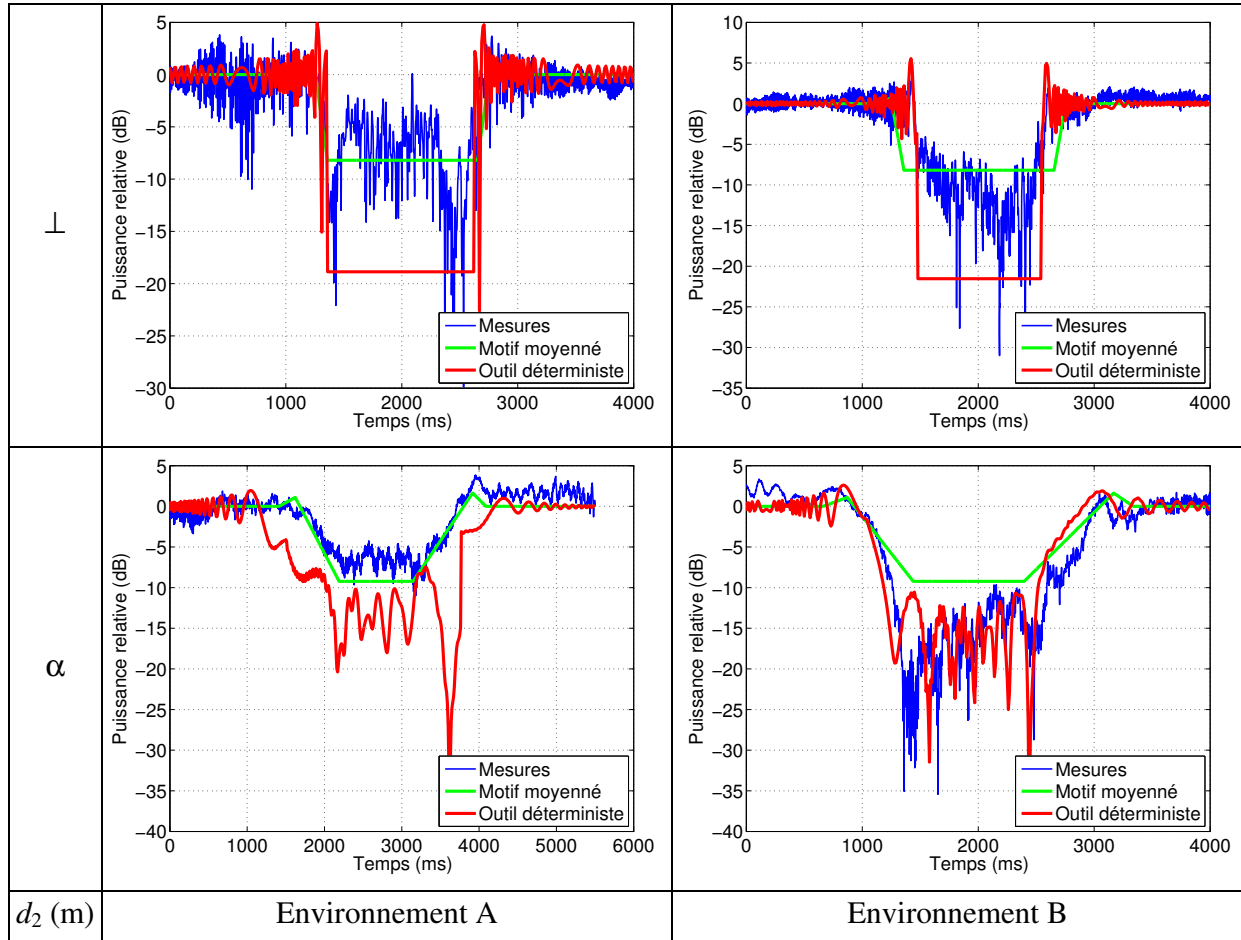 5
0
−5
−10
−15
−20
−25
−30
0 1000 2000 3000 4000
Puissance relative (dB)
Temps (ms)
Mesures
Motif moyenné
Outil déterministe
10
5
0
−5
−10
−15
−20
−25
−30
−35
0 1000 2000 3000 4000
Puissance relative (dB)
Temps (ms)
Mesures
Motif moyenné
Outil déterministe
⊥
5
0
−5
−10
−15
−20
−25
−30
−35
−40
0 1000 2000 3000 4000 5000 6000
Puissance relative (dB)
Temps (ms)
Mesures
Motif moyenné
Outil déterministe
5
0
−5
−10
−15
−20
−25
−30
−35
−40
0 1000 2000 3000 4000
Puissance relative (dB)
Temps (ms)
Mesures
Motif moyenné
Outil déterministe
α
d₂ (m) Environnement A Environnement B